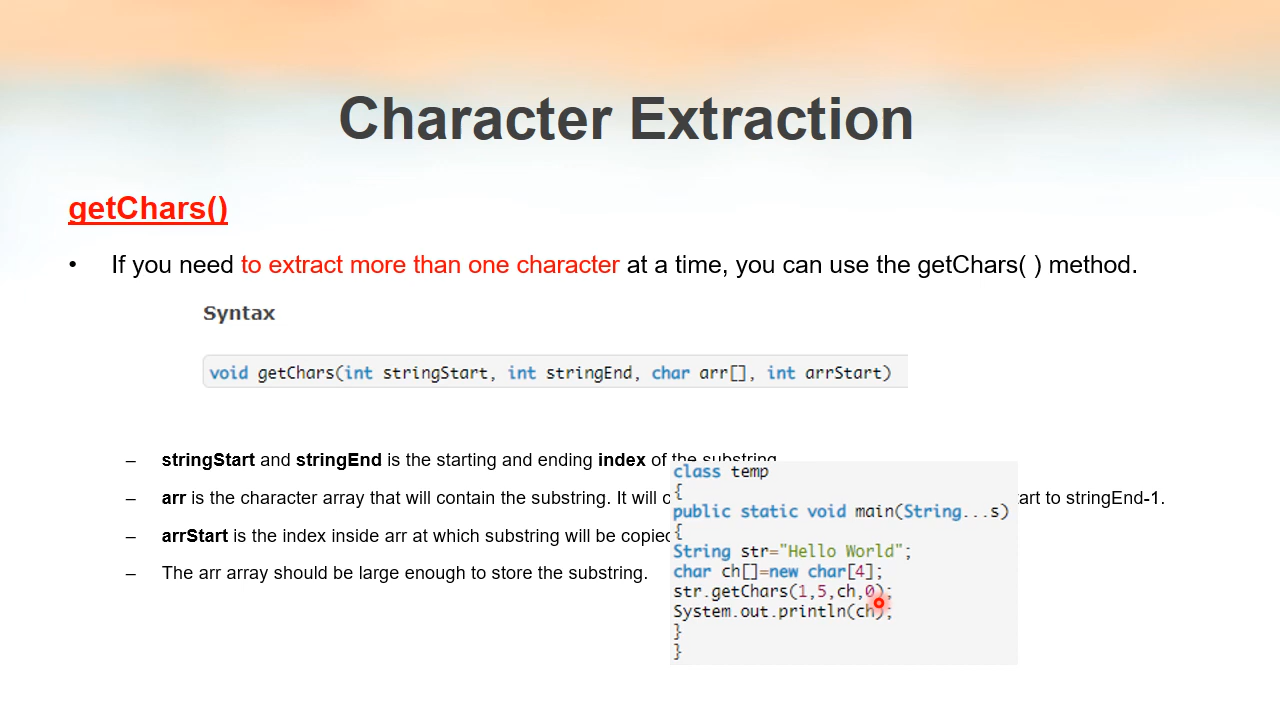 Character Extraction
getChars()
• If you need to extract more than one character at a time, you can use the getChars( ) method.
Syntax
void getChars(int stringStart, int stringEnd, char arr[], int arrStart)
– stringStart and stringEnd is the starting and ending index of the substring
– arr is the character array that will contain the substring. It will art to stringEnd-1.
– arrStart is the index inside arr at which substring will be copied
– The arr array should be large enough to store the substring.
class temp
{
public static void main(String...s)
{
String str="Hello World";
char ch[]=new char[4];
str.getChars(1,5,ch,0);
System.out.println(ch);
}
}